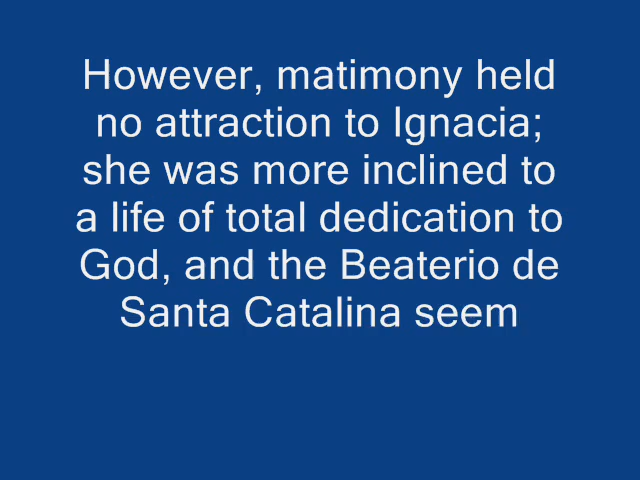 However, matimony held
no attraction to Ignacia;
she was more inclined to
a life of total dedication to
God, and the Beaterio de
Santa Catalina seem